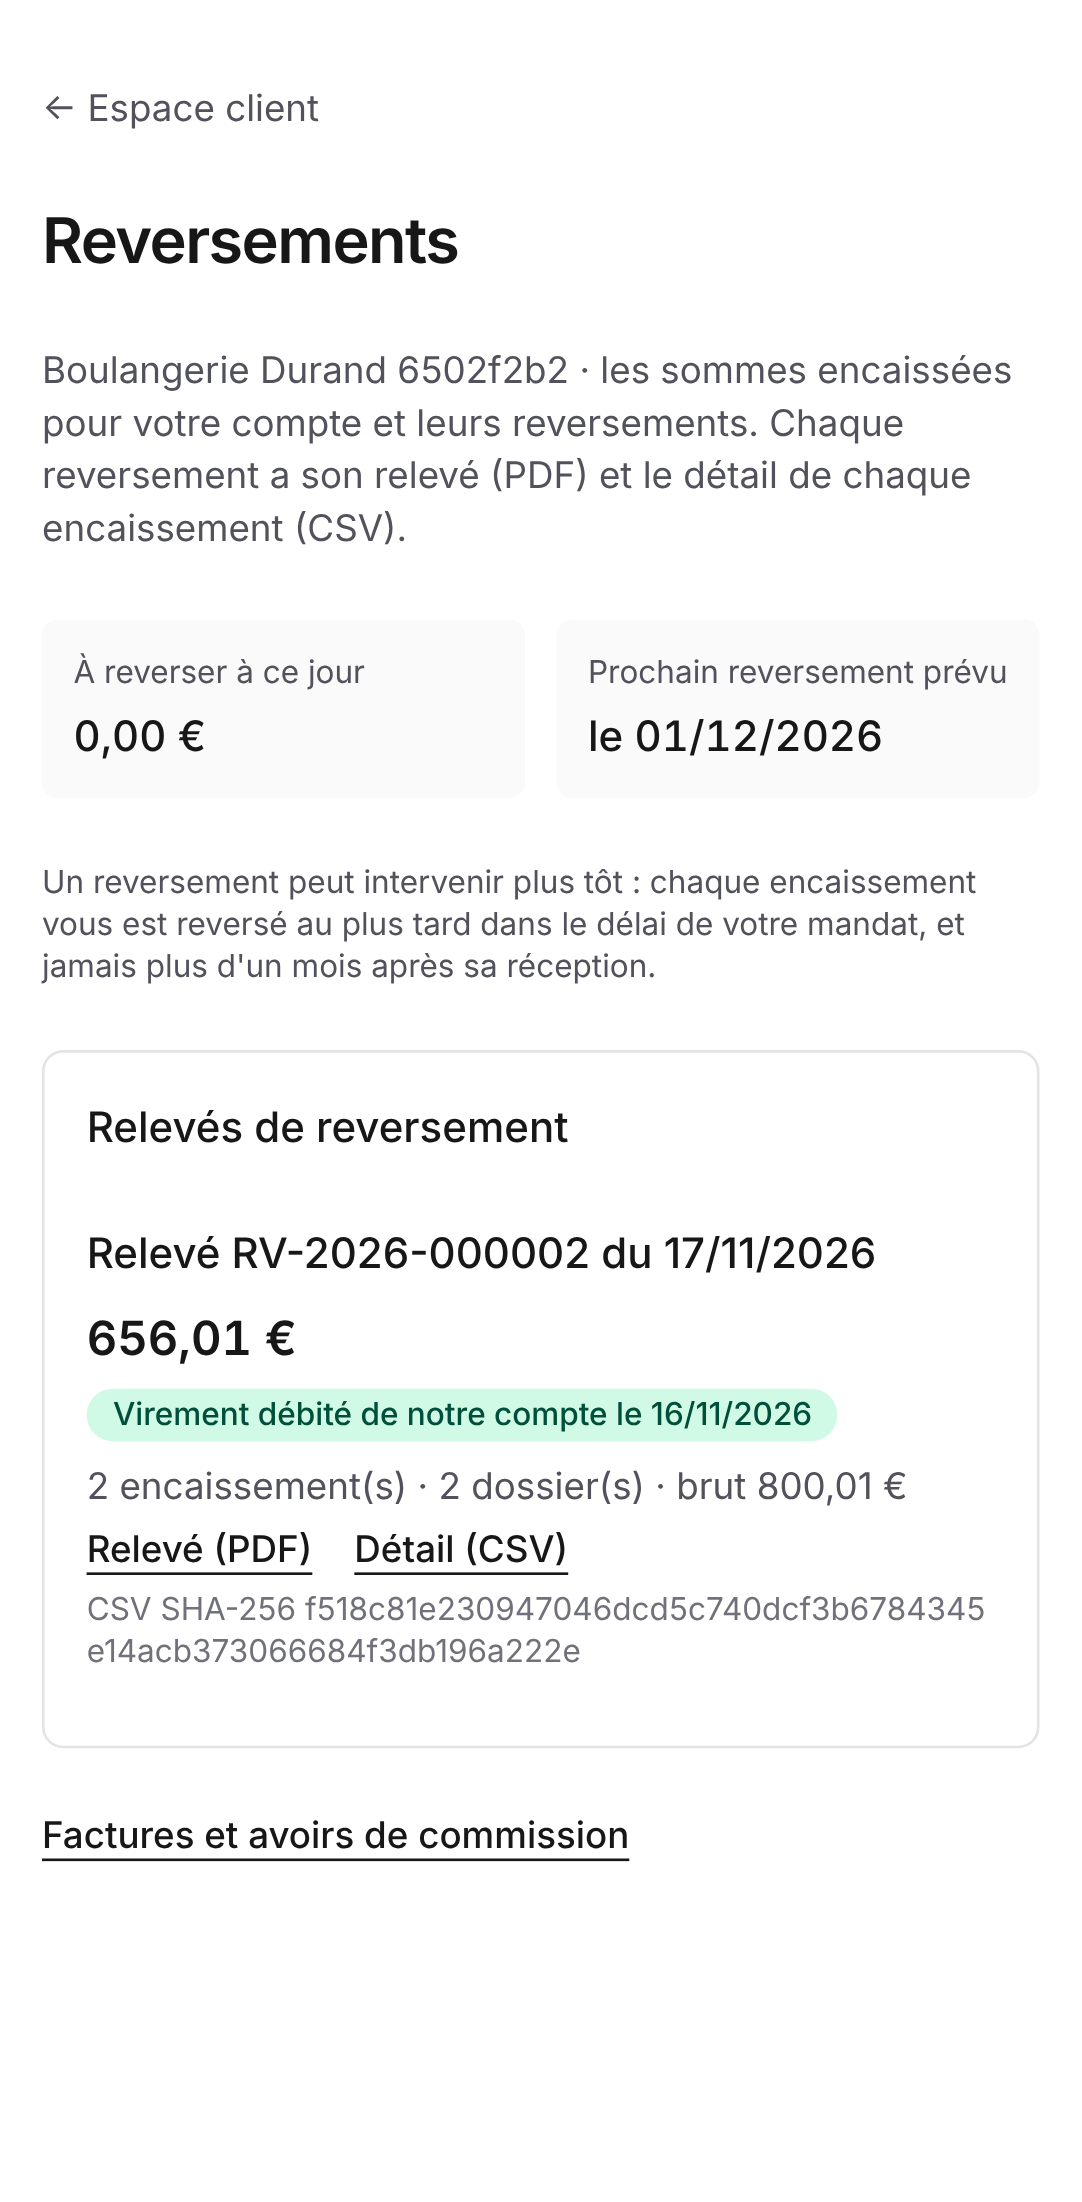 ← Espace client
Reversements
Boulangerie Durand 6502f2b2 · les sommes encaissées
pour votre compte et leurs reversements. Chaque
reversement a son relevé (PDF) et le détail de chaque
encaissement (CSV).
À reverser à ce jour
0,00 €
Prochain reversement prévu
le 01/12/2026
Un reversement peut intervenir plus tôt : chaque encaissement
vous est reversé au plus tard dans le délai de votre mandat, et
jamais plus d'un mois après sa réception.
Relevés de reversement
Relevé RV-2026-000002 du 17/11/2026
656,01 €
Virement débité de notre compte le 16/11/2026
2 encaissement(s) · 2 dossier(s) · brut 800,01 €
Relevé (PDF) Détail (CSV)
CSV SHA-256 f518c81e230947046dcd5c740dcf3b6784345
e14acb373066684f3db196a222e
Factures et avoirs de commission